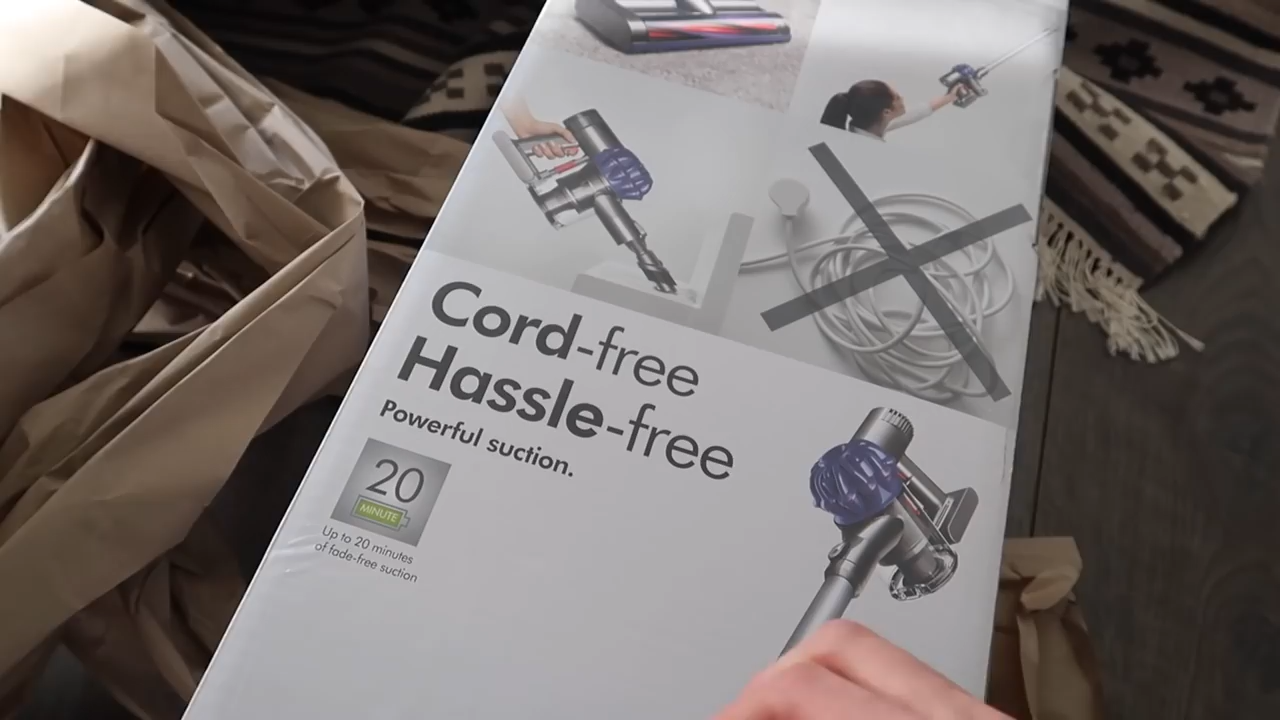 Cord-free
Hassle-free
Powerful suction.
20
MINUTE
Up to 20 minutes
of fade-free suction